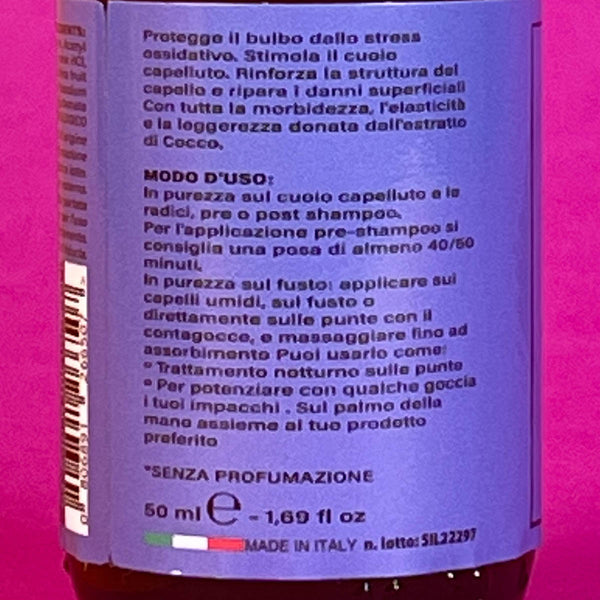 Protegge il bulbo dallo stress
ossidativo. Stimola il cuoio
capelluto. Rinforza la struttura del
capello e ripara i danni superficiali
Con tutta la morbidezza, l'elasticità
e la leggerezza donata dall'estratto
di Cocco.
MODO D'USO:
In purezza sul cuoio capelluto e le
radici, pre o post shampoo.
Per l'applicazione pre-shampoo si
consiglia una posa di almeno 40/50
minuti.
In purezza sul fusto: applicare sui
capelli umidi, sul fusto o
direttamente sulle punte con il
contagocce, e massaggiare fino ad
assorbimento Puoi usarlo come:
° Trattamento notturno sulle punte
° Per potenziare con qualche goccia
i tuoi impacchi . Sul palmo della
mano assieme al tuo prodotto
preferito
*SENZA PROFUMAZIONE
50 ml ℮ - 1,69 fl oz
MADE IN ITALY n. lotto: SIL22297